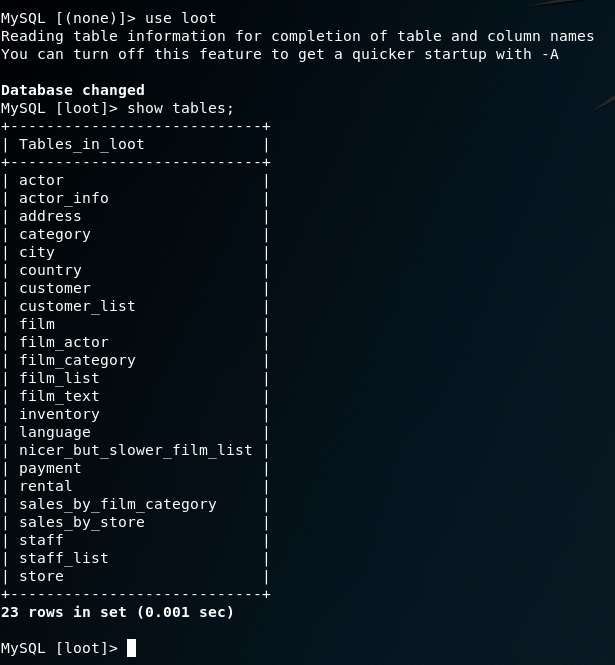 MySQL [(none)]> use loot
Reading table information for completion of table and column names
You can turn off this feature to get a quicker startup with -A

Database changed
MySQL [loot]> show tables;
+----------------------------+
| Tables_in_loot             |
+----------------------------+
| actor                      |
| actor_info                 |
| address                    |
| category                   |
| city                       |
| country                    |
| customer                   |
| customer_list              |
| film                       |
| film_actor                 |
| film_category              |
| film_list                  |
| film_text                  |
| inventory                  |
| language                   |
| nicer_but_slower_film_list |
| payment                    |
| rental                     |
| sales_by_film_category     |
| sales_by_store             |
| staff                      |
| staff_list                 |
| store                      |
+----------------------------+
23 rows in set (0.001 sec)

MySQL [loot]>